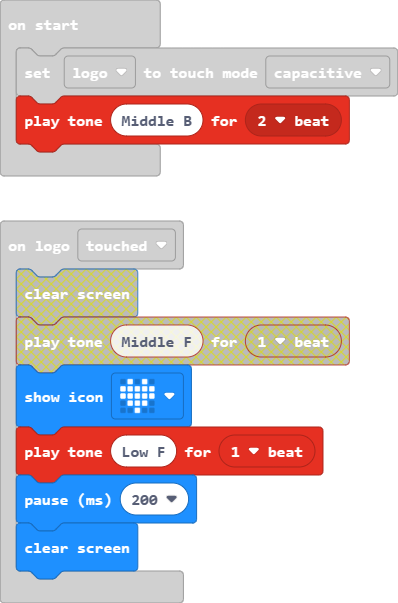 on start
set logo to touch mode capacitive
play tone Middle B for 2 beat
on logo touched
clear screen
play tone Middle F for 1 beat
show icon
play tone Low F for 1 beat
pause (ms) 200
clear screen